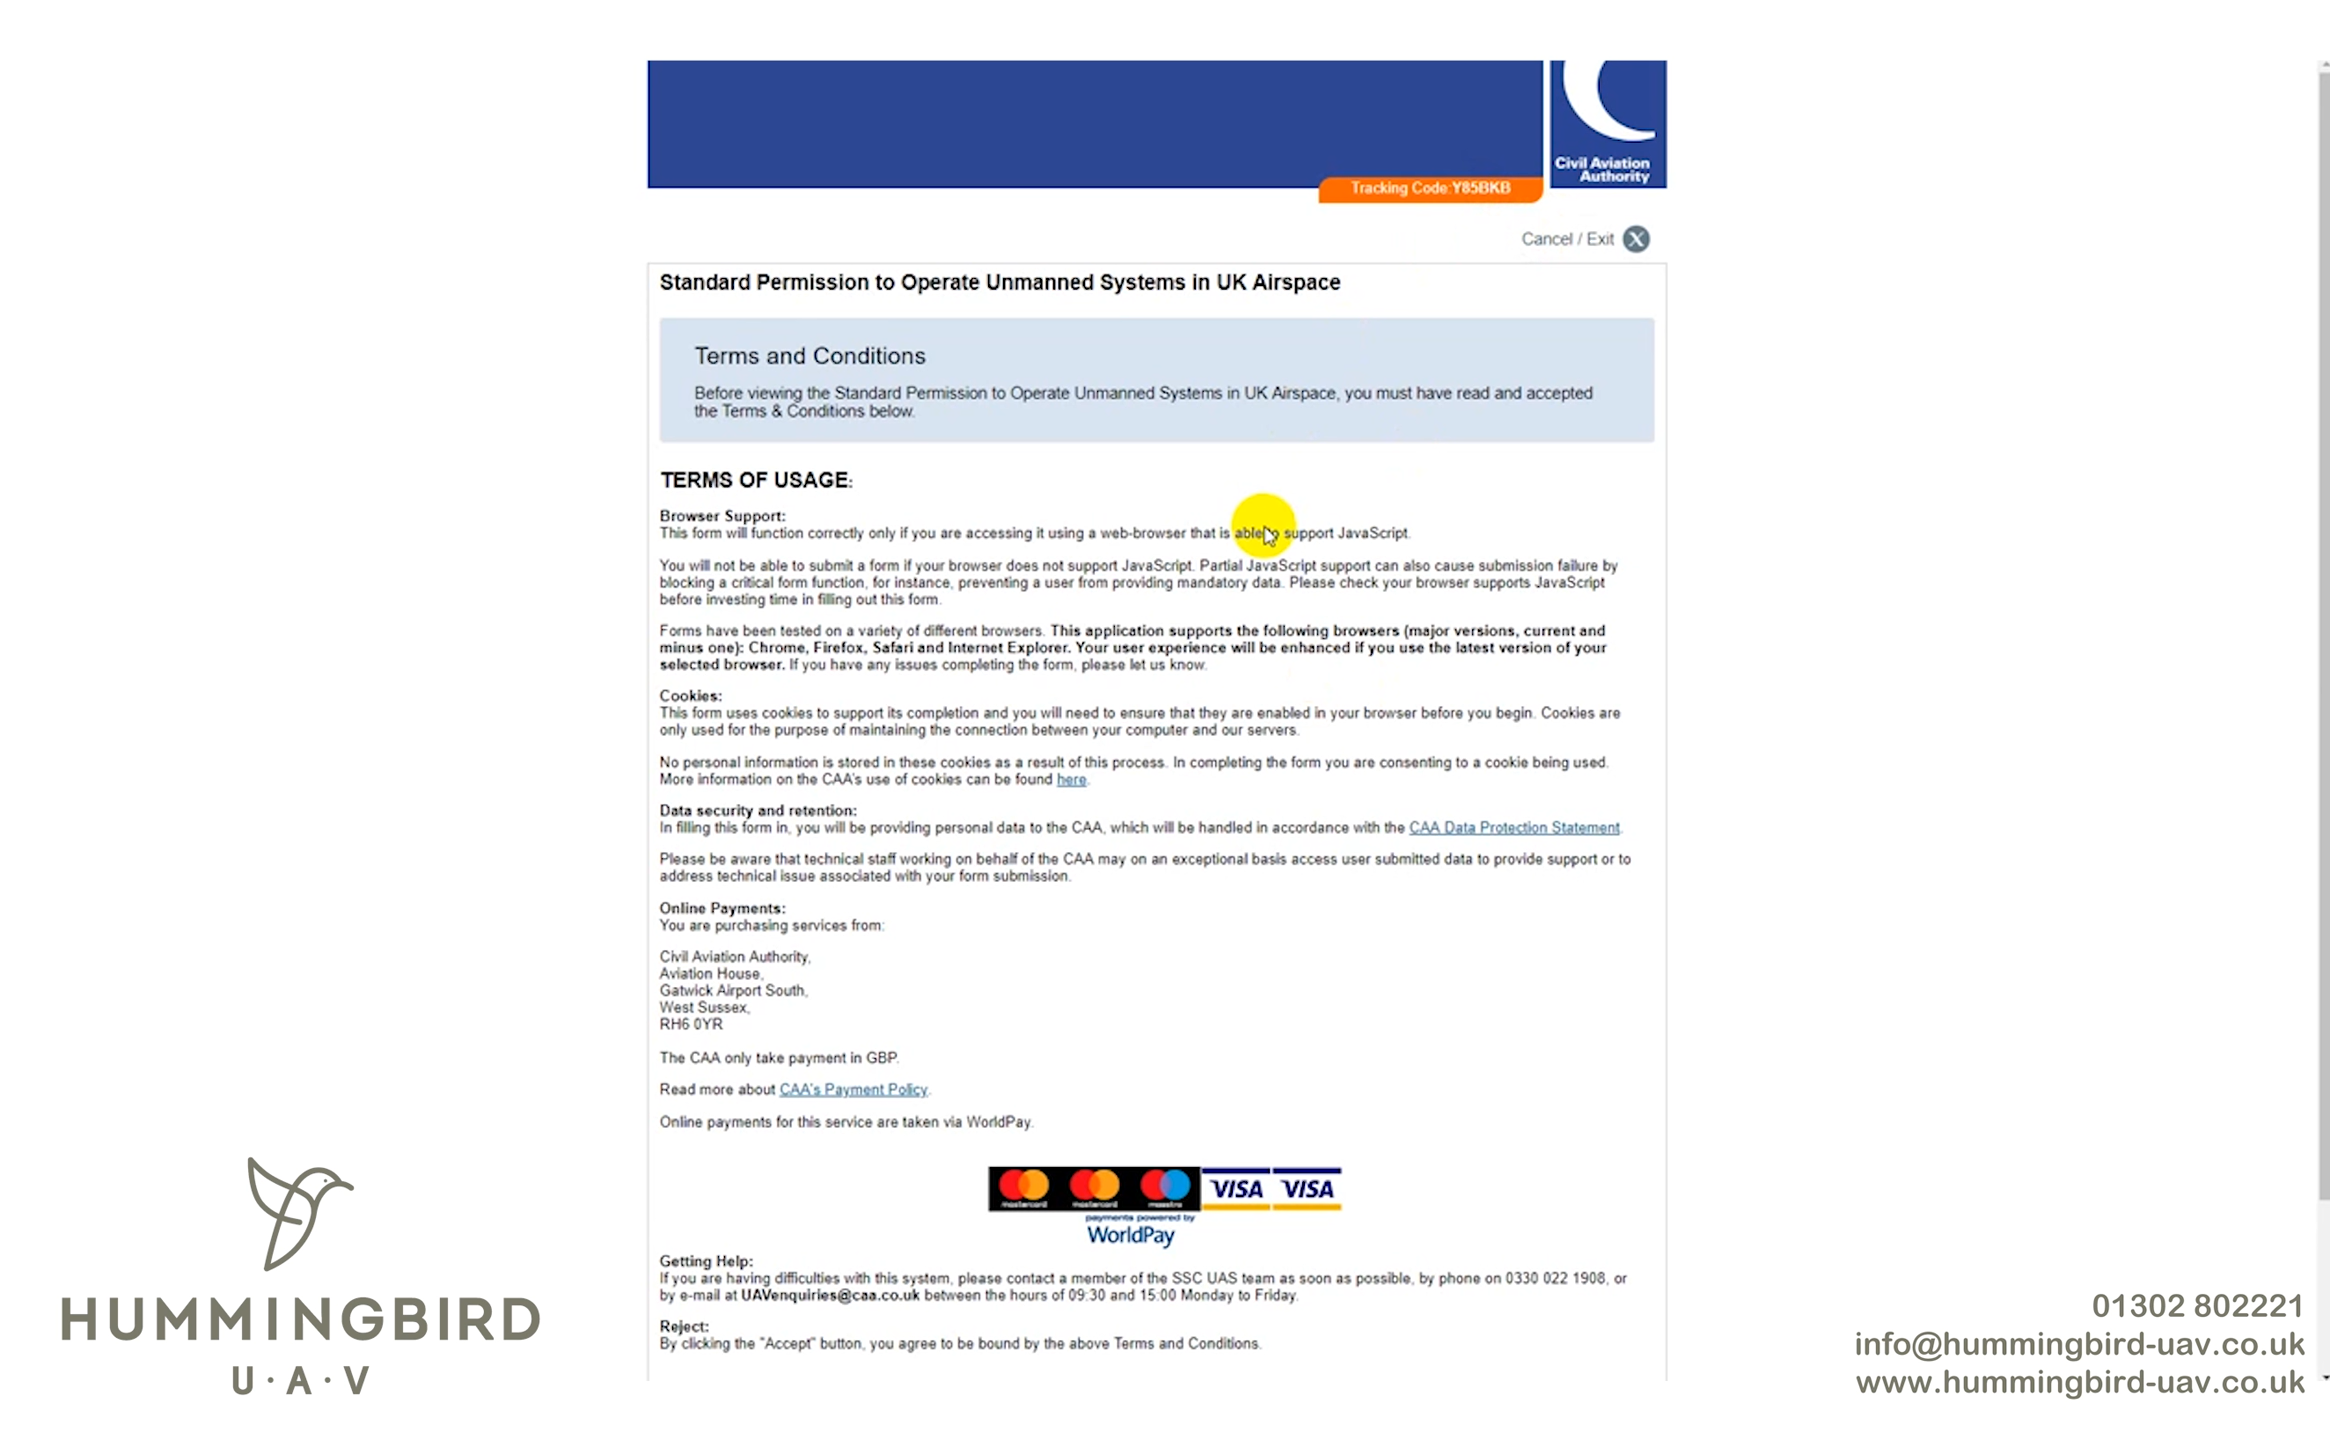 Civil Aviation
Authority
Tracking Code:Y85BKB
Cancel / Exit X
Standard Permission to Operate Unmanned Systems in UK Airspace
Terms and Conditions
Before viewing the Standard Permission to Operate Unmanned Systems in UK Airspace, you must have read and accepted
the Terms & Conditions below.
TERMS OF USAGE:
Browser Support:
This form will function correctly only if you are accessing it using a web-browser that is able to support JavaScript.
You will not be able to submit a form if your browser does not support JavaScript. Partial JavaScript support can also cause submission failure by
blocking a critical form function, for instance, preventing a user from providing mandatory data. Please check your browser supports JavaScript
before investing time in filling out this form.
Forms have been tested on a variety of different browsers. This application supports the following browsers (major versions, current and
minus one): Chrome, Firefox, Safari and Internet Explorer. Your user experience will be enhanced if you use the latest version of your
selected browser. If you have any issues completing the form, please let us know.
Cookies:
This form uses cookies to support its completion and you will need to ensure that they are enabled in your browser before you begin. Cookies are
only used for the purpose of maintaining the connection between your computer and our servers.
No personal information is stored in these cookies as a result of this process. In completing the form you are consenting to a cookie being used.
More information on the CAA's use of cookies can be found here.
Data security and retention:
In filling this form in, you will be providing personal data to the CAA, which will be handled in accordance with the CAA Data Protection Statement.
Please be aware that technical staff working on behalf of the CAA may on an exceptional basis access user submitted data to provide support or to
address technical issue associated with your form submission.
Online Payments:
You are purchasing services from:
Civil Aviation Authority,
Aviation House,
Gatwick Airport South,
West Sussex,
RH6 0YR
The CAA only take payment in GBP.
Read more about CAA's Payment Policy.
Online payments for this service are taken via WorldPay.
mastercard mastercard maestro VISA VISA
payments powered by
WorldPay
Getting Help:
If you are having difficulties with this system, please contact a member of the SSC UAS team as soon as possible, by phone on 0330 022 1908, or
by e-mail at UAVenquiries@caa.co.uk between the hours of 09:30 and 15:00 Monday to Friday.
Reject:
By clicking the "Accept" button, you agree to be bound by the above Terms and Conditions.
HUMMINGBIRD
U·A·V
01302 802221
info@hummingbird-uav.co.uk
www.hummingbird-uav.co.uk